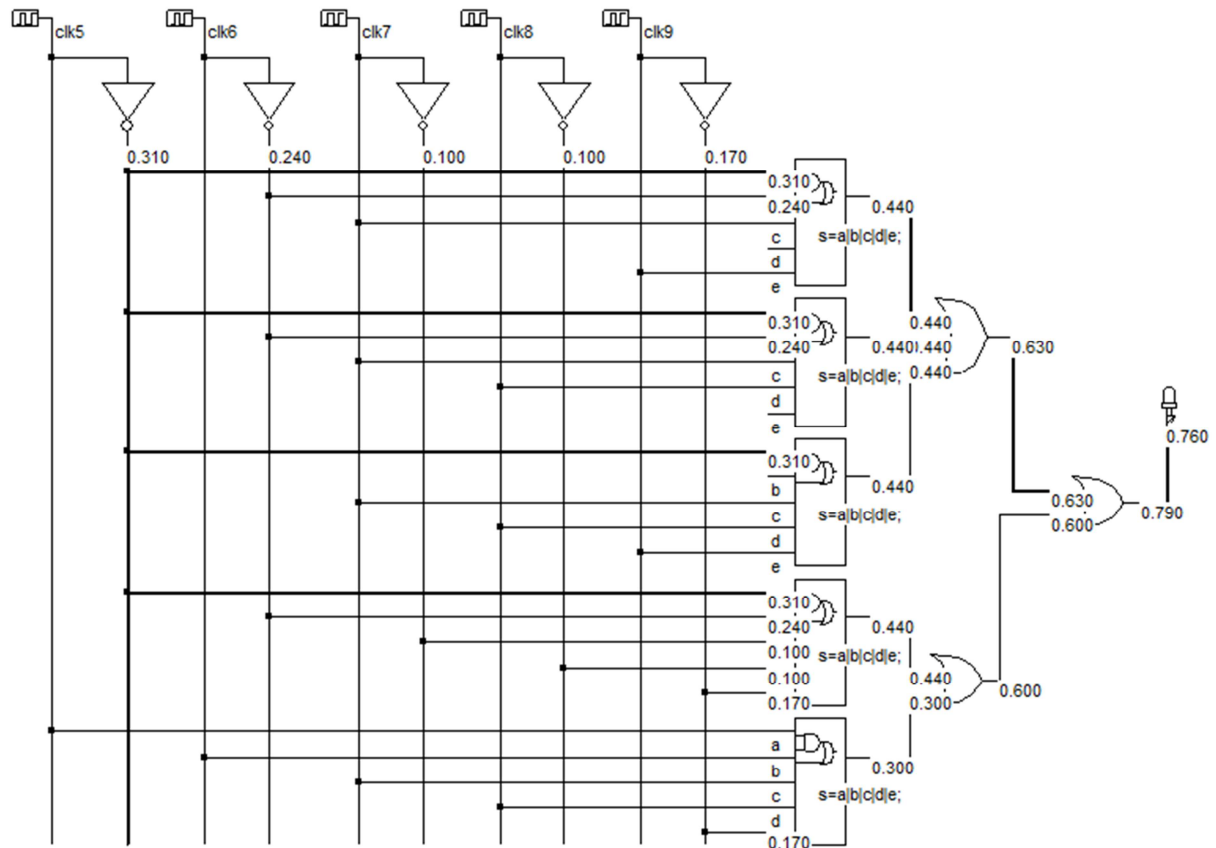 clk5 clk6 clk7 clk8 clk9
0.310 0.240 0.100 0.100 0.170
0.310
0.240 0.440
c s=a|b|c|d|e;
d
e
0.310 0.440
0.240 0.440 0.440 0.630
c s=a|b|c|d|e; 0.440
d
e
0.760
0.310
b 0.440
c s=a|b|c|d|e; 0.630 0.790
d 0.600
e
0.310
0.240 0.440
0.100 s=a|b|c|d|e;
0.100 0.440
0.170 0.300 0.600
a
b 0.300
c s=a|b|c|d|e;
d
0.170